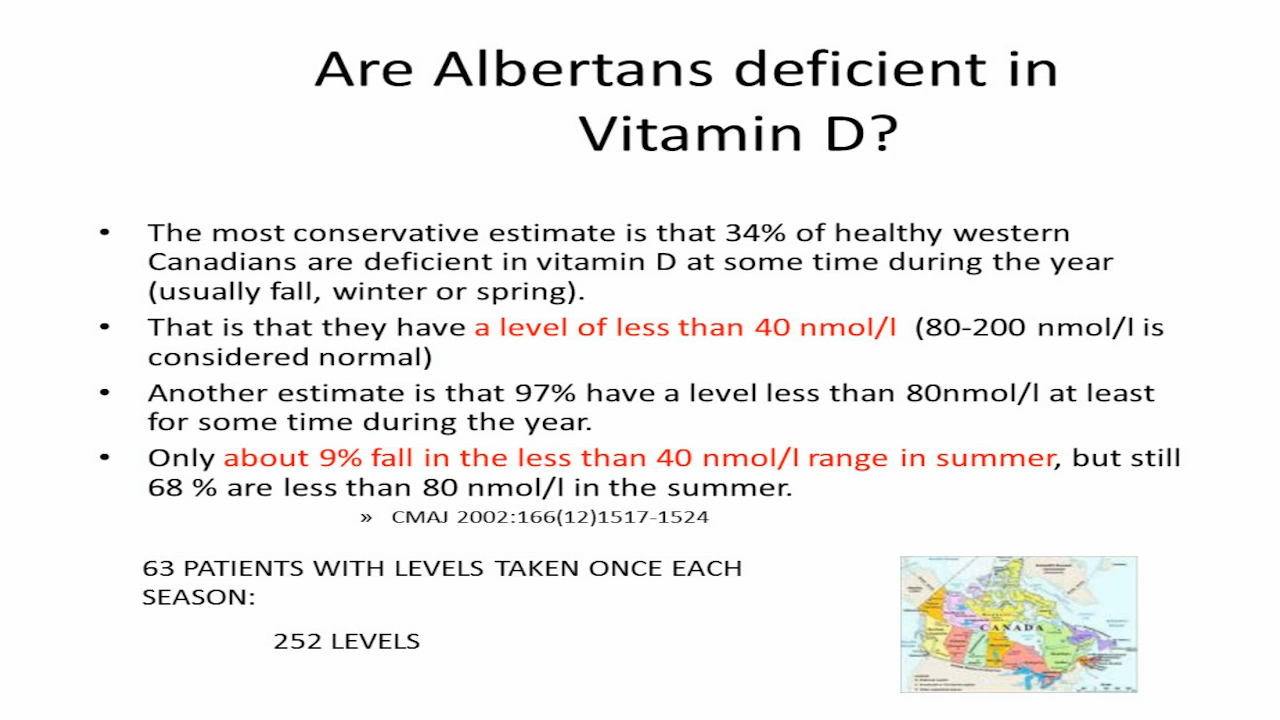 Are Albertans deficient in
Vitamin D?
• The most conservative estimate is that 34% of healthy western
Canadians are deficient in vitamin D at some time during the year
(usually fall, winter or spring).
• That is that they have a level of less than 40 nmol/l (80-200 nmol/l is
considered normal)
• Another estimate is that 97% have a level less than 80nmol/l at least
for some time during the year.
• Only about 9% fall in the less than 40 nmol/l range in summer, but still
68 % are less than 80 nmol/l in the summer.
» CMAJ 2002:166(12)1517-1524
63 PATIENTS WITH LEVELS TAKEN ONCE EACH
SEASON:
252 LEVELS
CANADA